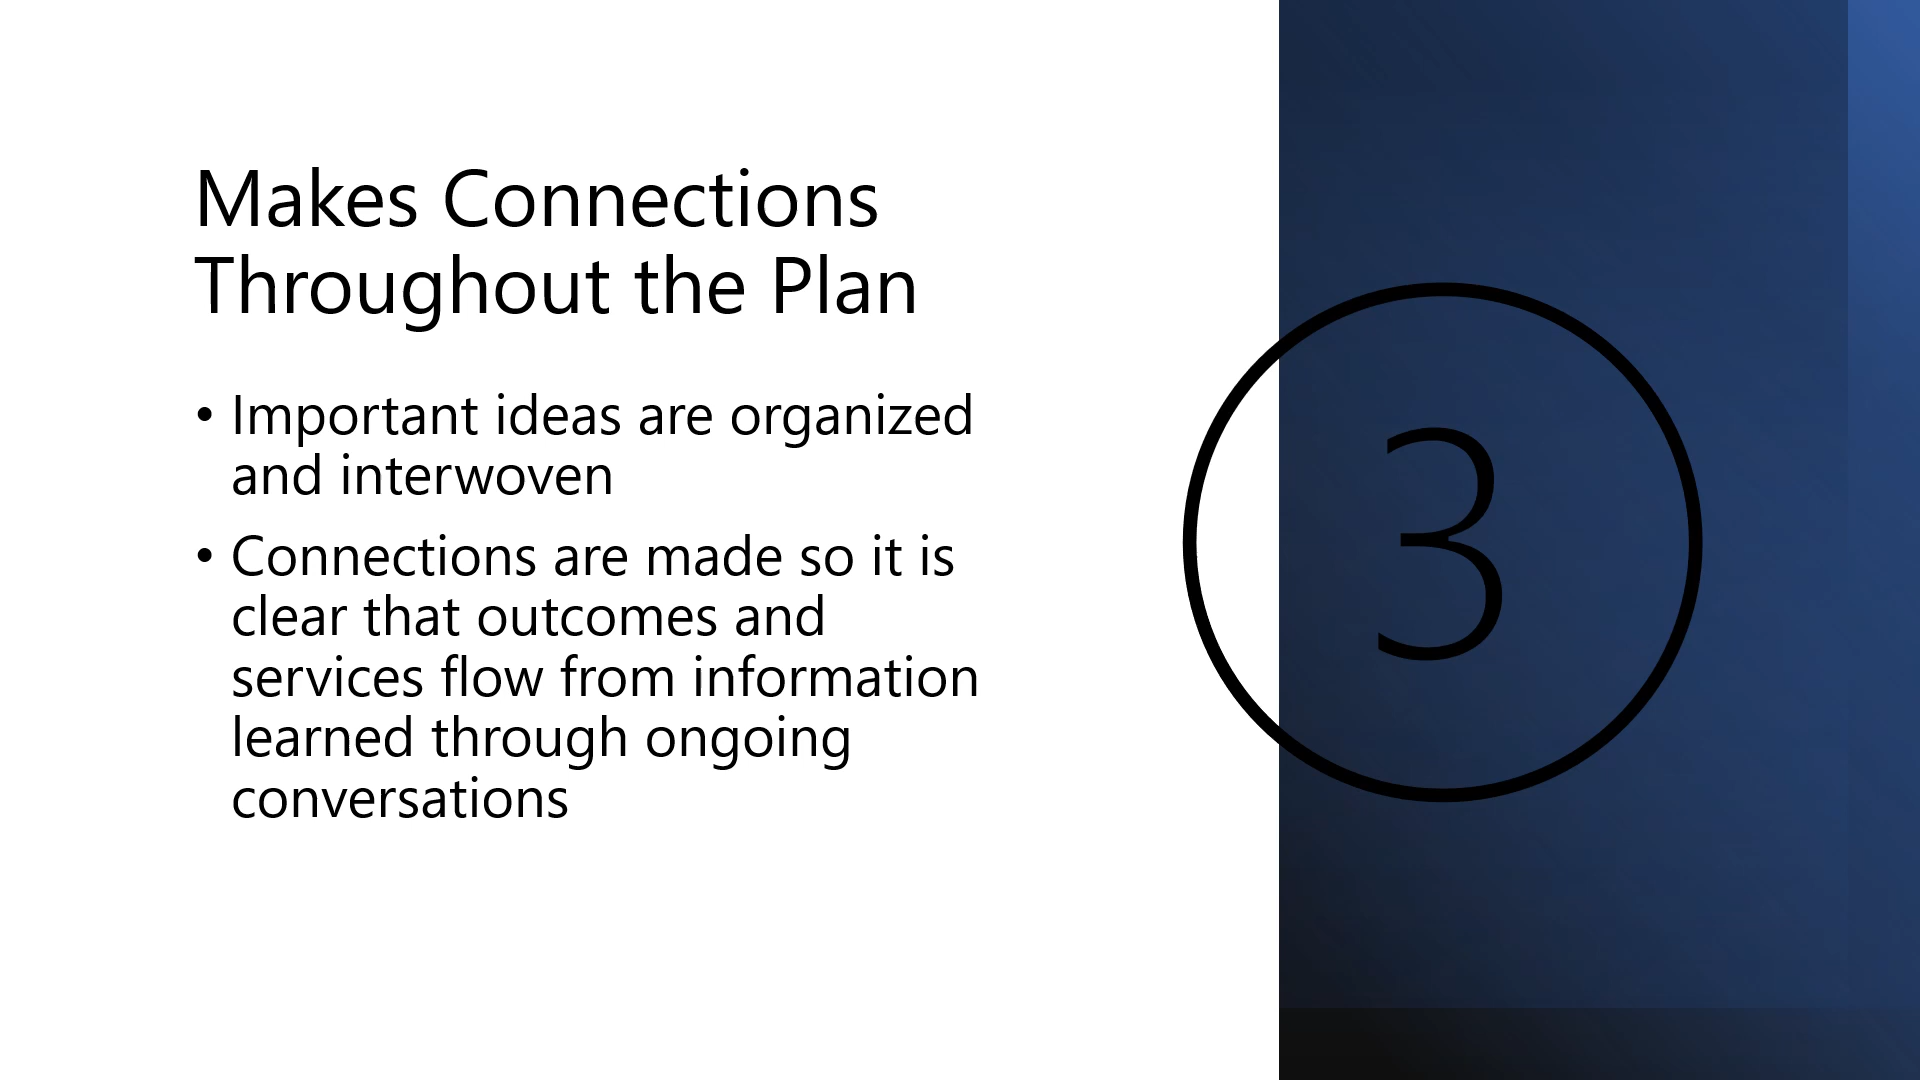 Makes Connections
Throughout the Plan
• Important ideas are organized
and interwoven
• Connections are made so it is
clear that outcomes and
services flow from information
learned through ongoing
conversations
3